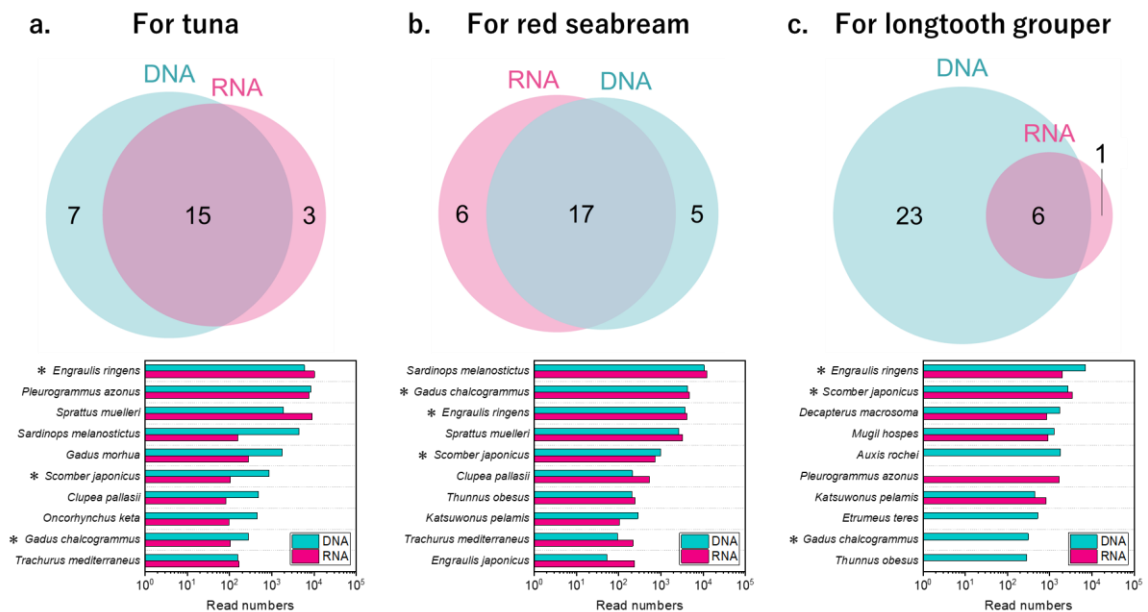 a. For tuna
DNA
RNA
7
15
3
* Engraulis ringens
Pleurogrammus azonus
Sprattus muelleri
Sardinops melanostictus
Gadus morhua
* Scomber japonicus
Clupea pallasii
Oncorhynchus keta
* Gadus chalcogrammus
Trachurus mediterraneus
DNA
RNA
10⁰ 10¹ 10² 10³ 10⁴ 10⁵
Read numbers
b. For red seabream
RNA
DNA
6
17
5
Sardinops melanostictus
* Gadus chalcogrammus
* Engraulis ringens
Sprattus muelleri
* Scomber japonicus
Clupea pallasii
Thunnus obesus
Katsuwonus pelamis
Trachurus mediterraneus
Engraulis japonicus
DNA
RNA
10⁰ 10¹ 10² 10³ 10⁴ 10⁵
Read numbers
c. For longtooth grouper
DNA
RNA
1
23
6
* Engraulis ringens
* Scomber japonicus
Decapterus macrosoma
Mugil hospes
Auxis rochei
Pleurogrammus azonus
Katsuwonus pelamis
Etrumeus teres
* Gadus chalcogrammus
Thunnus obesus
DNA
RNA
10⁰ 10¹ 10² 10³ 10⁴ 10⁵
Read numbers